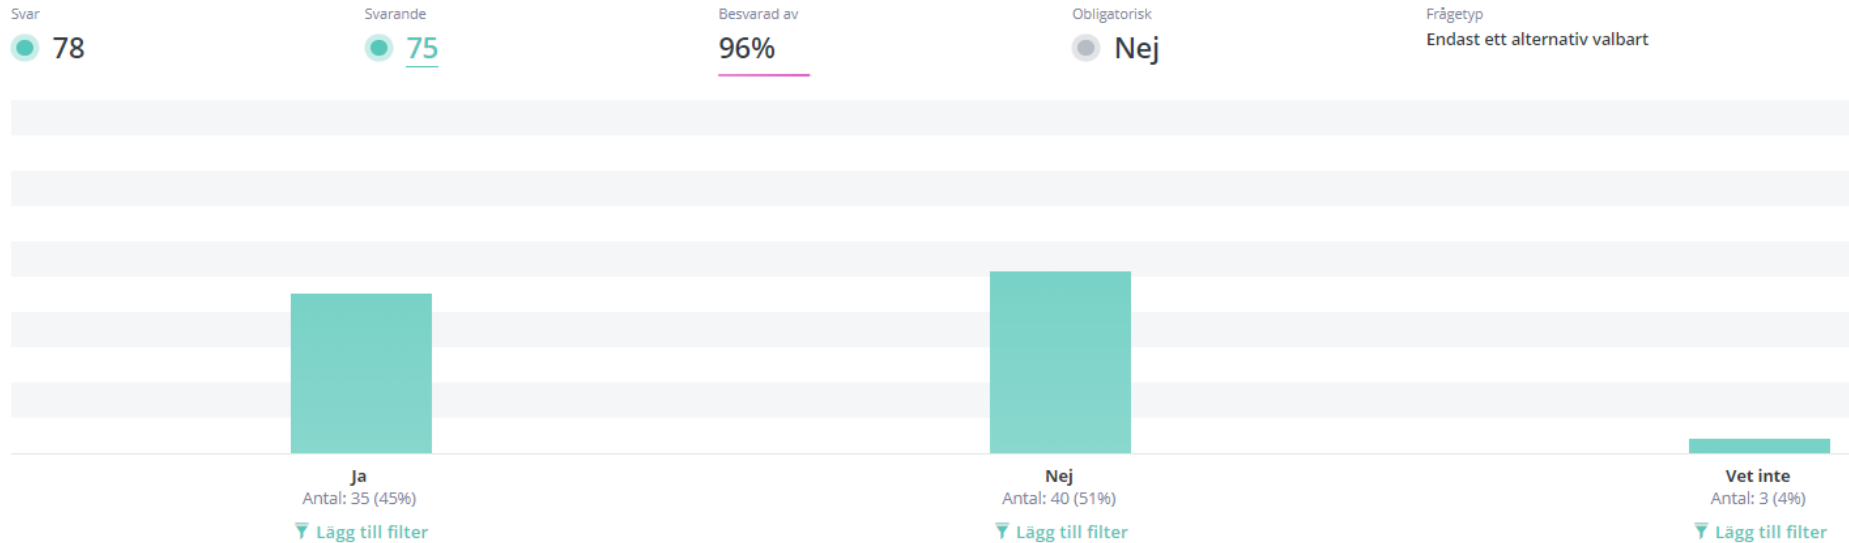 Svar
78
Svarande
75
Besvarad av
96%
Obligatorisk
Nej
Frågetyp
Endast ett alternativ valbart
Ja
Antal: 35 (45%)
Lägg till filter
Nej
Antal: 40 (51%)
Lägg till filter
Vet inte
Antal: 3 (4%)
Lägg till filter